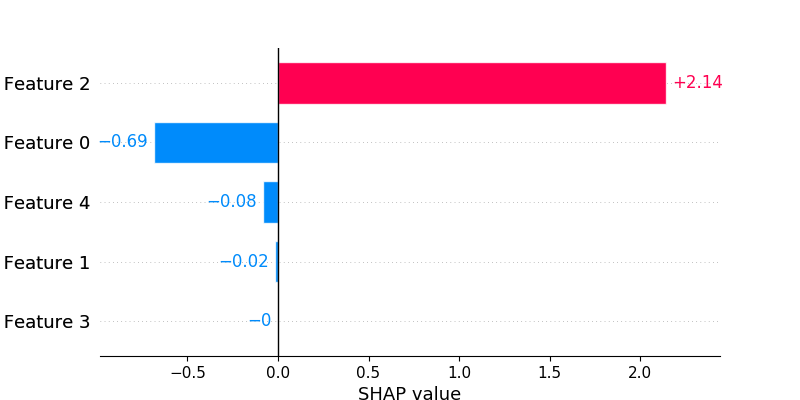 Feature 2 +2.14
Feature 0 −0.69
Feature 4 −0.08
Feature 1 −0.02
Feature 3 −0
−0.5 0.0 0.5 1.0 1.5 2.0
SHAP value